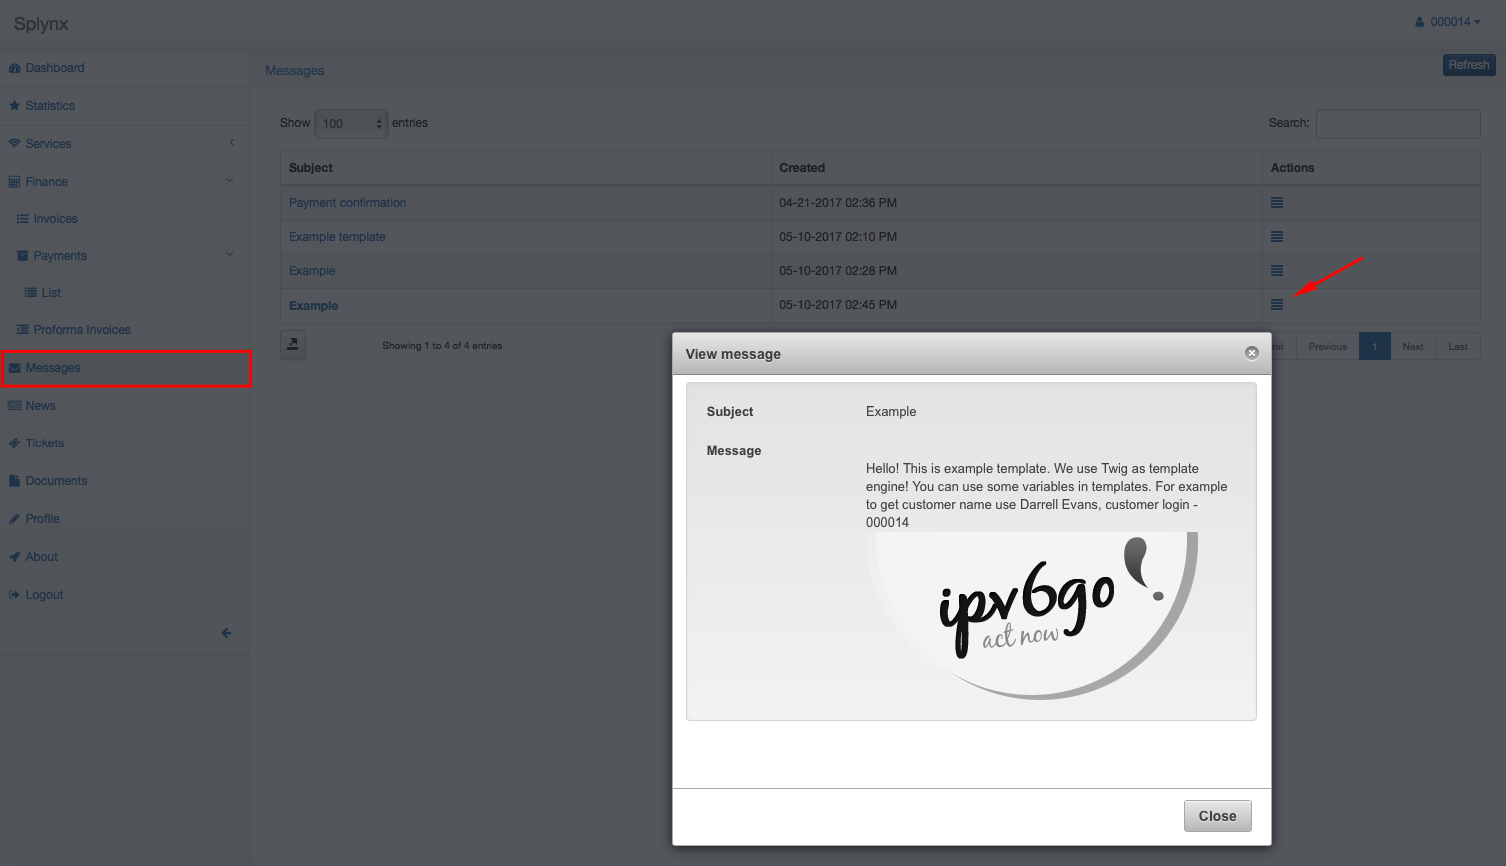 Splynx
000014
Dashboard
Statistics
Services
Finance
Invoices
Payments
List
Proforma Invoices
Messages
News
Tickets
Documents
Profile
About
Logout
Messages
Refresh
Show 100 entries
Search:
Subject Created Actions
Payment confirmation 04-21-2017 02:36 PM
Example template 05-10-2017 02:10 PM
Example 05-10-2017 02:28 PM
Example 05-10-2017 02:45 PM
Showing 1 to 4 of 4 entries
Previous 1 Next Last
View message
Subject Example
Message
Hello! This is example template. We use Twig as template
engine! You can use some variables in templates. For example
to get customer name use Darrell Evans, customer login -
000014
ipv6go
act now
Close